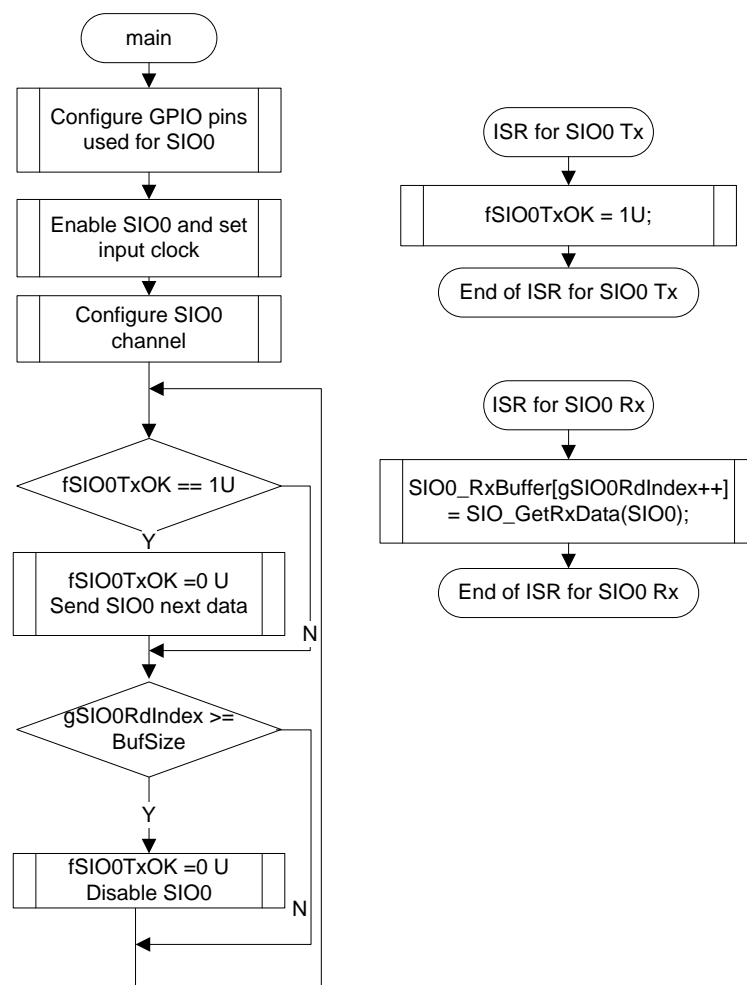 main
Configure GPIO pins
used for SIO0
Enable SIO0 and set
input clock
Configure SIO0
channel
fSIO0TxOK == 1U
Y
fSIO0TxOK =0 U
Send SIO0 next data
N
gSIO0RdIndex >=
BufSize
Y
fSIO0TxOK =0 U
Disable SIO0
N
ISR for SIO0 Tx
fSIO0TxOK = 1U;
End of ISR for SIO0 Tx
ISR for SIO0 Rx
SIO0_RxBuffer[gSIO0RdIndex++]
= SIO_GetRxData(SIO0);
End of ISR for SIO0 Rx